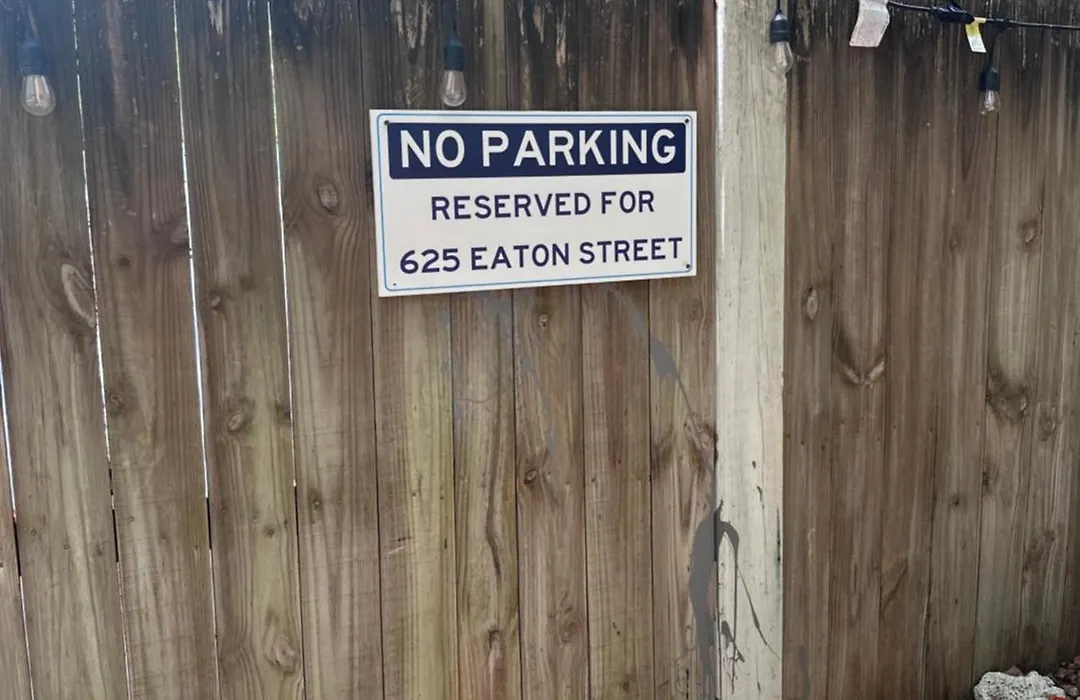 NO PARKING
RESERVED FOR
625 EATON STREET